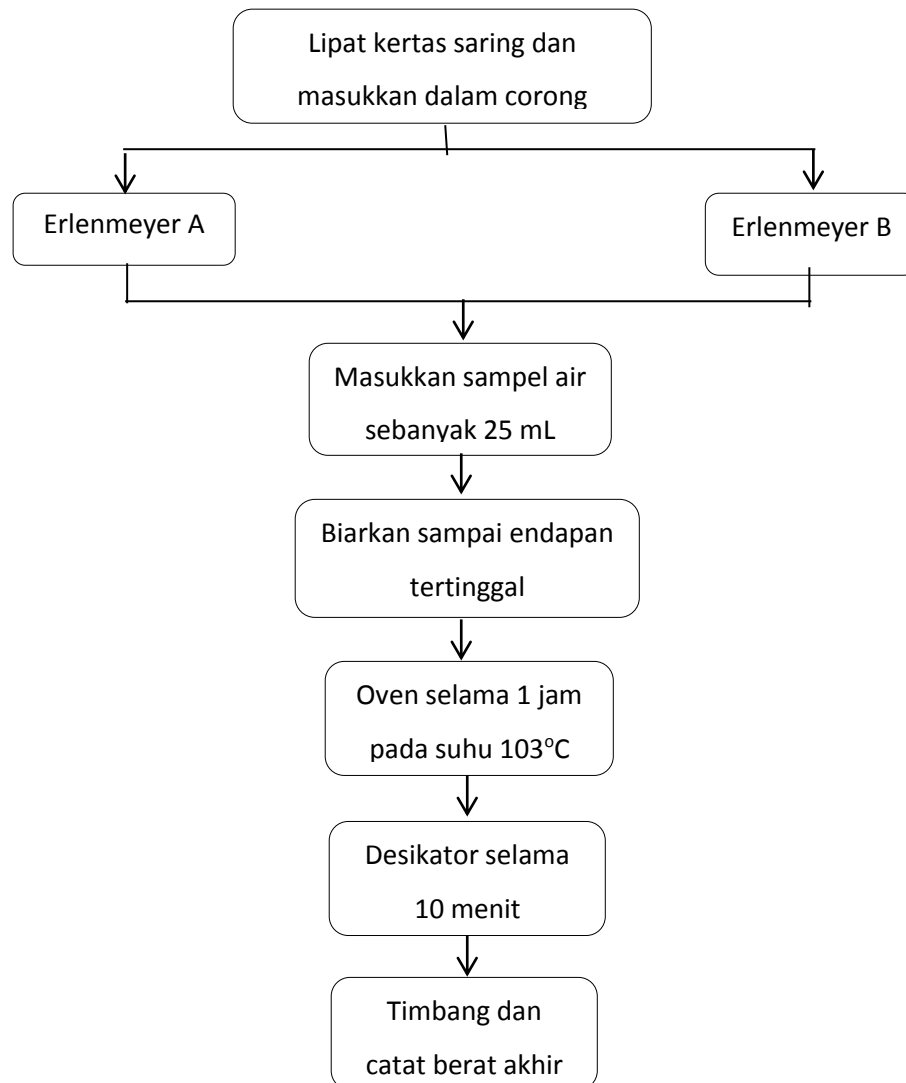 Lipat kertas saring dan
masukkan dalam corong
Erlenmeyer A
Erlenmeyer B
Masukkan sampel air
sebanyak 25 mL
Biarkan sampai endapan
tertinggal
Oven selama 1 jam
pada suhu 103°C
Desikator selama
10 menit
Timbang dan
catat berat akhir